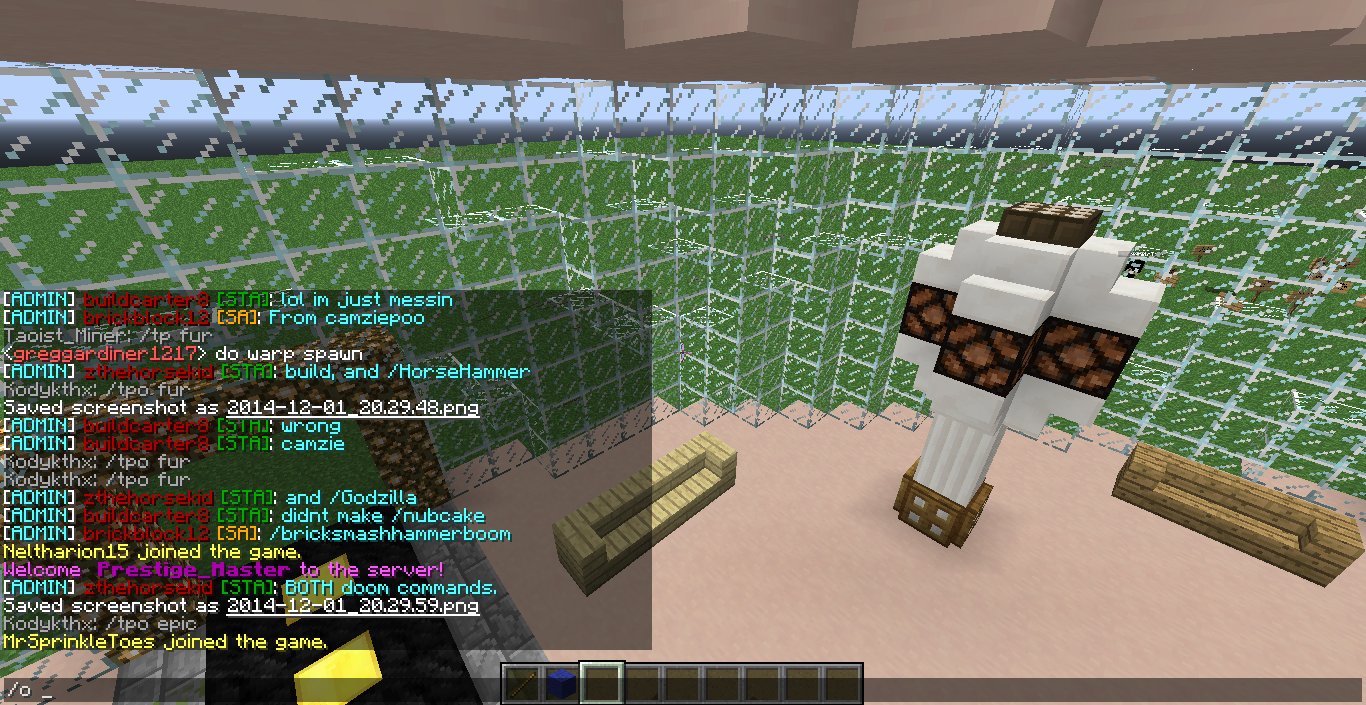 [ADMIN] buildcarter8 [STA]: lol im just messin
[ADMIN] brickblock12 [SA]: From camziepoo
Taoist_Miner: /tp fur
<greggardiner1217> do warp spawn
[ADMIN] zthehorsekid [STA]: build, and /HorseHammer
Kodykthx: /tpo fur
Saved screenshot as 2014-12-01_20.29.48.png
[ADMIN] buildcarter8 [STA]: wrong
[ADMIN] buildcarter8 [STA]: camzie
Kodykthx: /tpo fur
Kodykthx: /tpo fur
[ADMIN] zthehorsekid [STA]: and /Godzilla
[ADMIN] buildcarter8 [STA]: didnt make /nubcake
[ADMIN] brickblock12 [SA]: /bricksmashhammerboom
Neltharion15 joined the game.
Welcome Prestige_Master to the server!
[ADMIN] zthehorsekid [STA]: BOTH doom commands.
Saved screenshot as 2014-12-01_20.29.59.png
Kodykthx: /tpo epic
MrSprinkleToes joined the game.
/o _